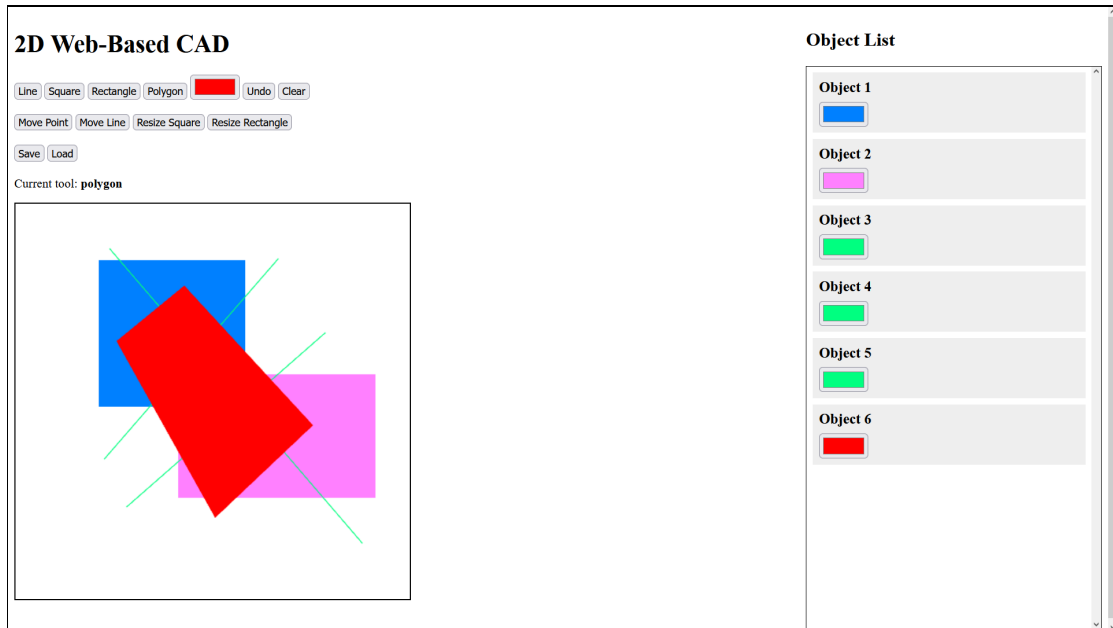 2D Web-Based CAD
Line Square Rectangle Polygon Undo Clear
Move Point Move Line Resize Square Resize Rectangle
Save Load
Current tool: polygon
Object List
Object 1
Object 2
Object 3
Object 4
Object 5
Object 6